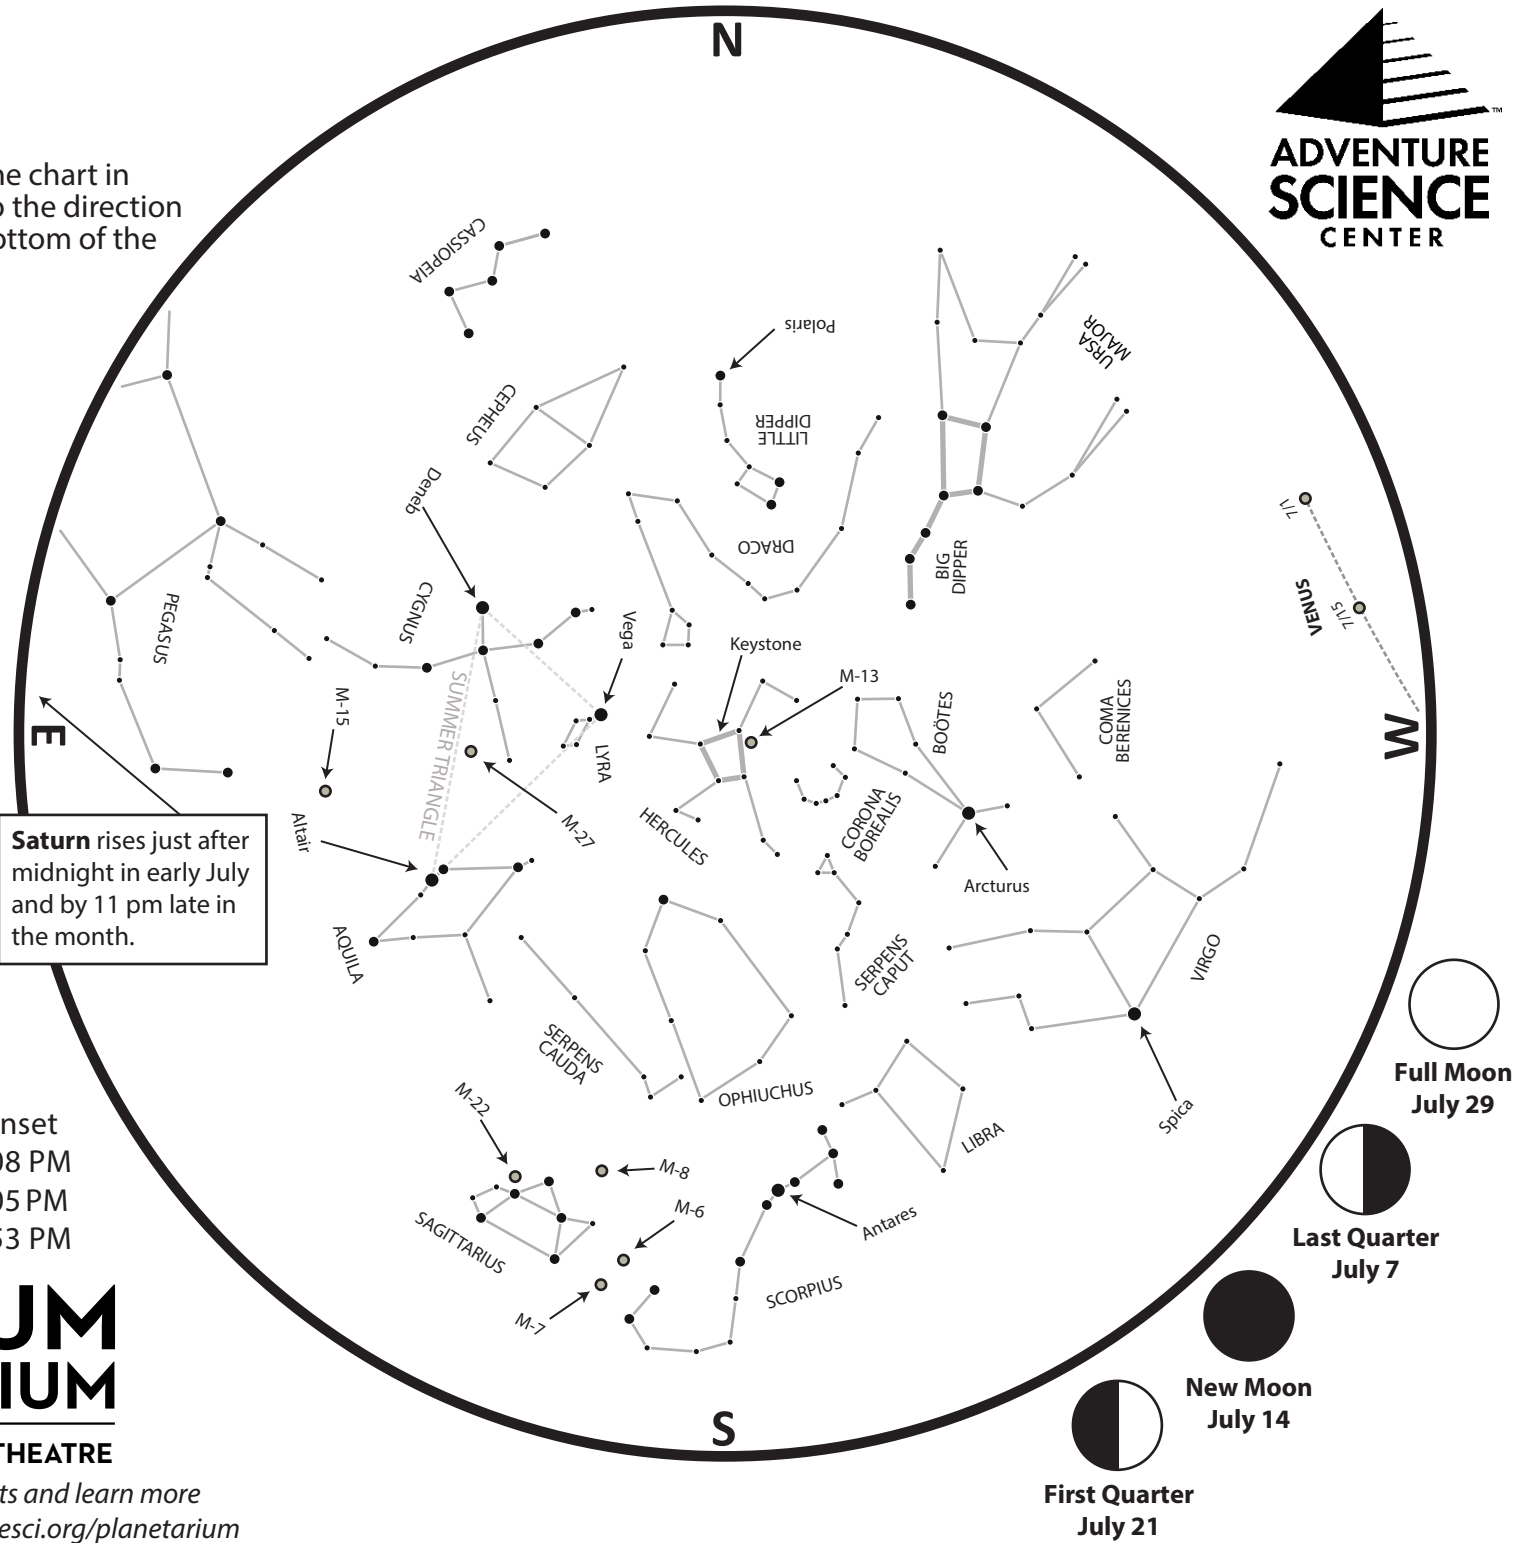 N
ADVENTURE
SCIENCE
CENTER
™
ne chart in
o the direction
ottom of the
CASSIOPEIA
Polaris
URSA
MAJOR
CEPHEUS
LITTLE
DIPPER
Deneb
DRACO
BIG
DIPPER
7/1
VENUS
7/15
PEGASUS
CYGNUS
Vega
Keystone
M-13
M-15
SUMMER TRIANGLE
LYRA
BOÖTES
COMA
BERENICES
E
W
Saturn rises just after
midnight in early July
and by 11 pm late in
the month.
Altair
M-27
HERCULES
CORONA
BOREALIS
Arcturus
AQUILA
SERPENS
CAPUT
VIRGO
SERPENS
CAUDA
OPHIUCHUS
LIBRA
Spica
M-22
M-8
M-6
SAGITTARIUS
Antares
M-7
SCORPIUS
S
Full Moon
July 29
Last Quarter
July 7
New Moon
July 14
First Quarter
July 21
nset
08 PM
05 PM
53 PM
UM
IUM
THEATRE
ts and learn more
esci.org/planetarium